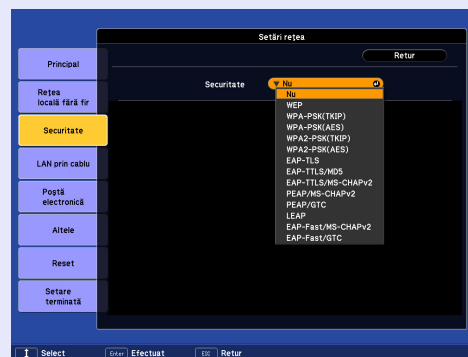 Setări rețea
Retur
Principal
Rețea
locală fără fir
Securitate
LAN prin cablu
Poștă
electronică
Altele
Reset
Setare
terminată
Securitate
Nu
Nu
WEP
WPA-PSK(TKIP)
WPA-PSK(AES)
WPA2-PSK(TKIP)
WPA2-PSK(AES)
EAP-TLS
EAP-TTLS/MD5
EAP-TTLS/MS-CHAPv2
PEAP/MS-CHAPv2
PEAP/GTC
LEAP
EAP-Fast/MS-CHAPv2
EAP-Fast/GTC
Select Enter Efectuat ESC Retur